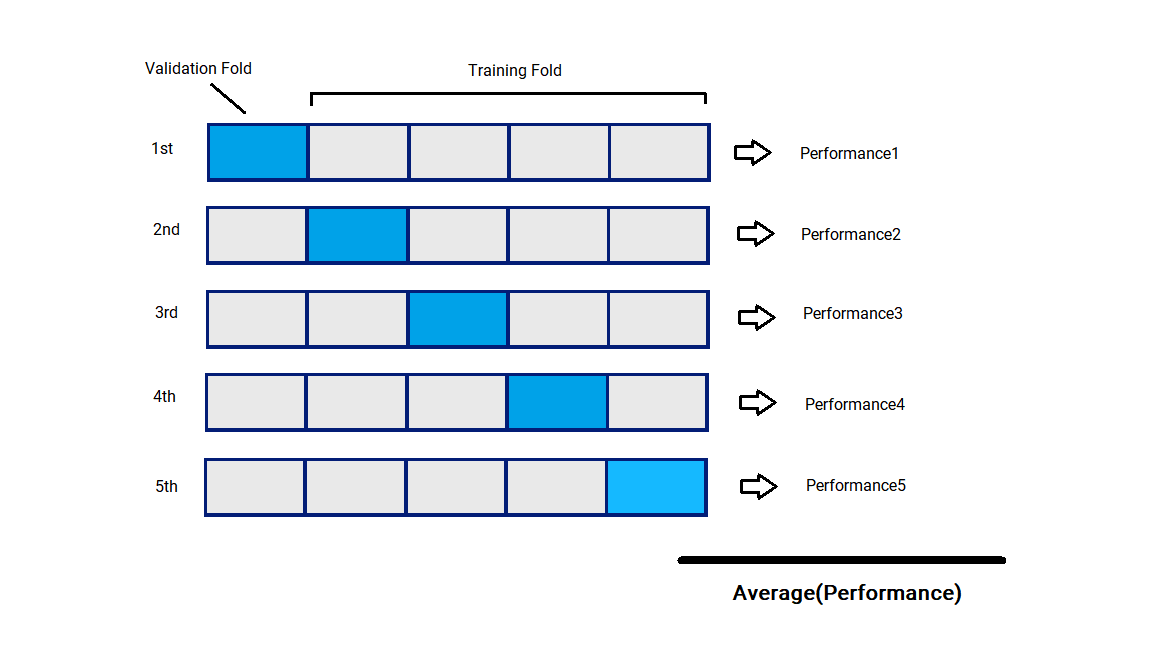 Validation Fold
Training Fold
1st
Performance1
2nd
Performance2
3rd
Performance3
4th
Performance4
5th
Performance5
Average(Performance)